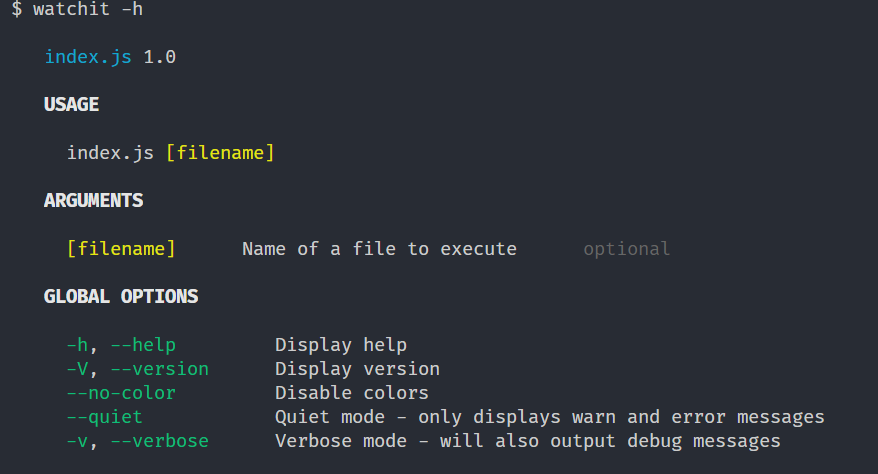 $ watchit -h
index.js 1.0
USAGE
index.js [filename]
ARGUMENTS
[filename] Name of a file to execute optional
GLOBAL OPTIONS
-h, --help Display help
-V, --version Display version
--no-color Disable colors
--quiet Quiet mode - only displays warn and error messages
-v, --verbose Verbose mode - will also output debug messages